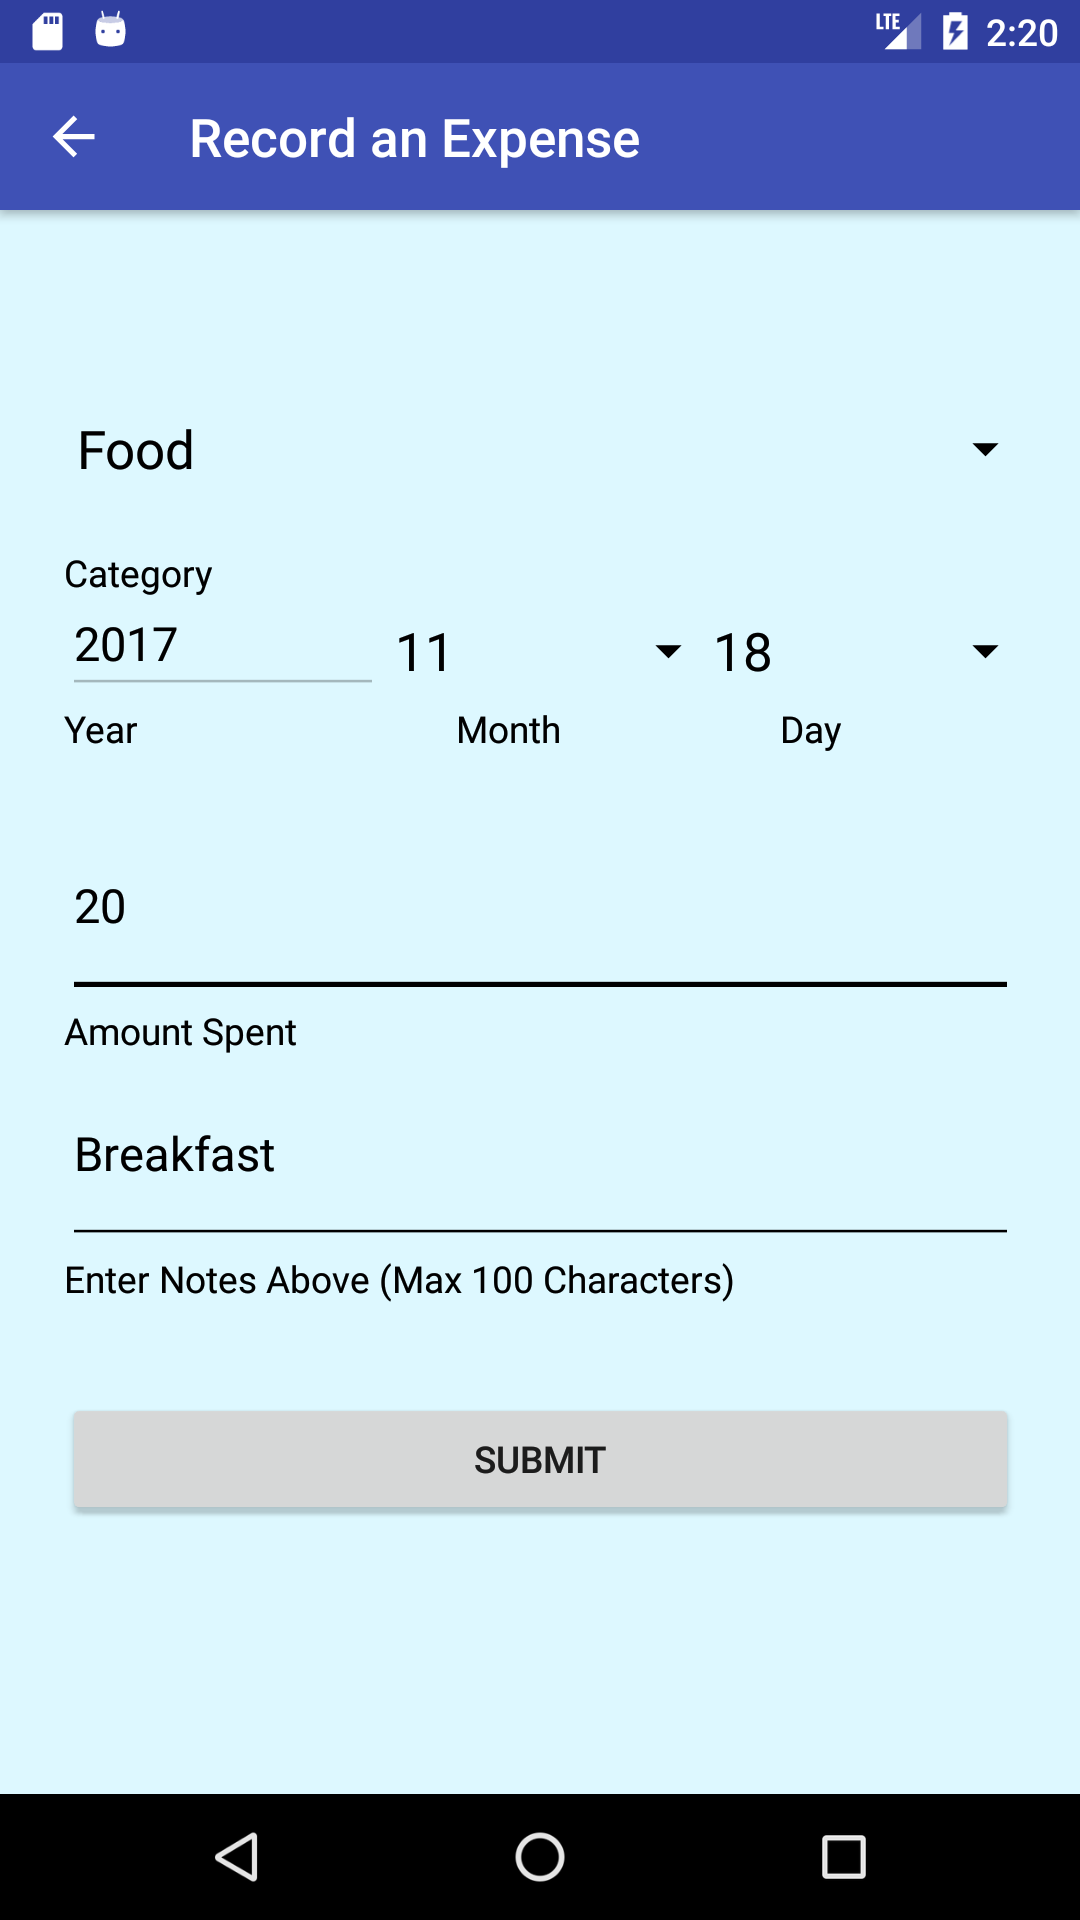 LTE 2:20
Record an Expense
Food
Category
2017 11 18
Year Month Day
20
Amount Spent
Breakfast
Enter Notes Above (Max 100 Characters)
SUBMIT